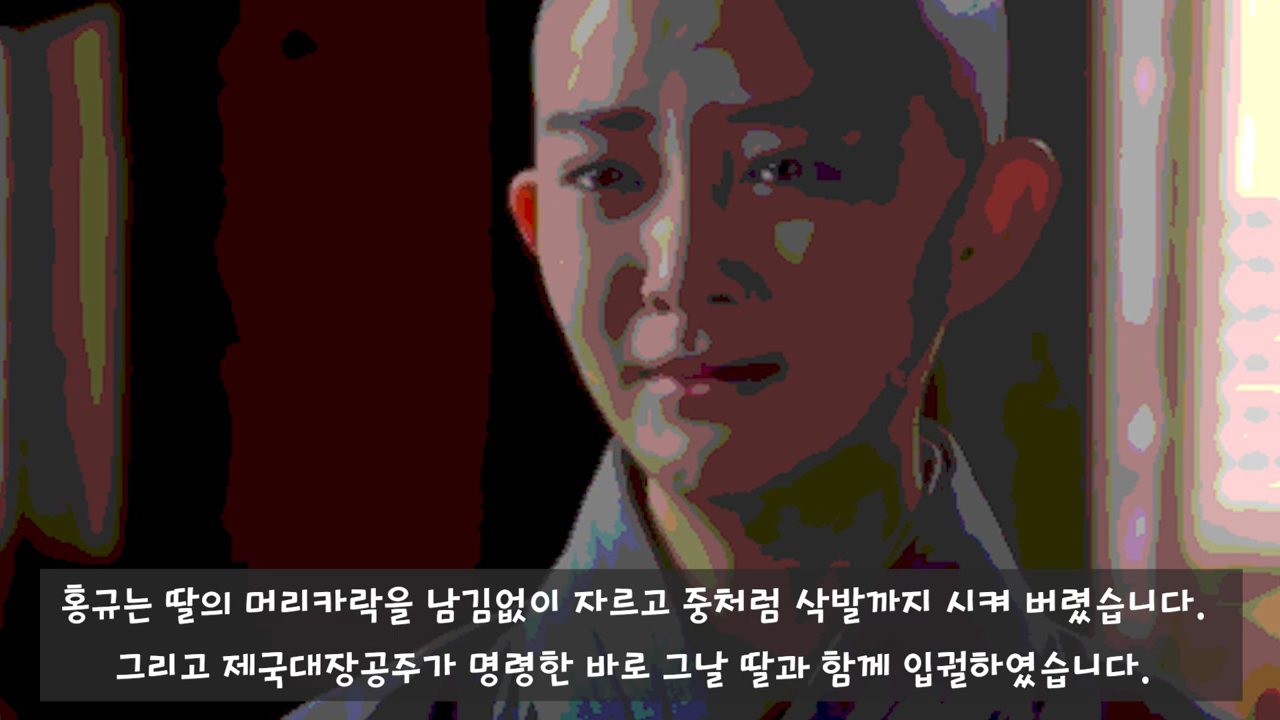 홍규는 딸의 머리카락을 남김없이 자르고 중처럼 삭발까지 시켜 버렸습니다.
그리고 제국대장공주가 명령한 바로 그날 딸과 함께 입궐하였습니다.